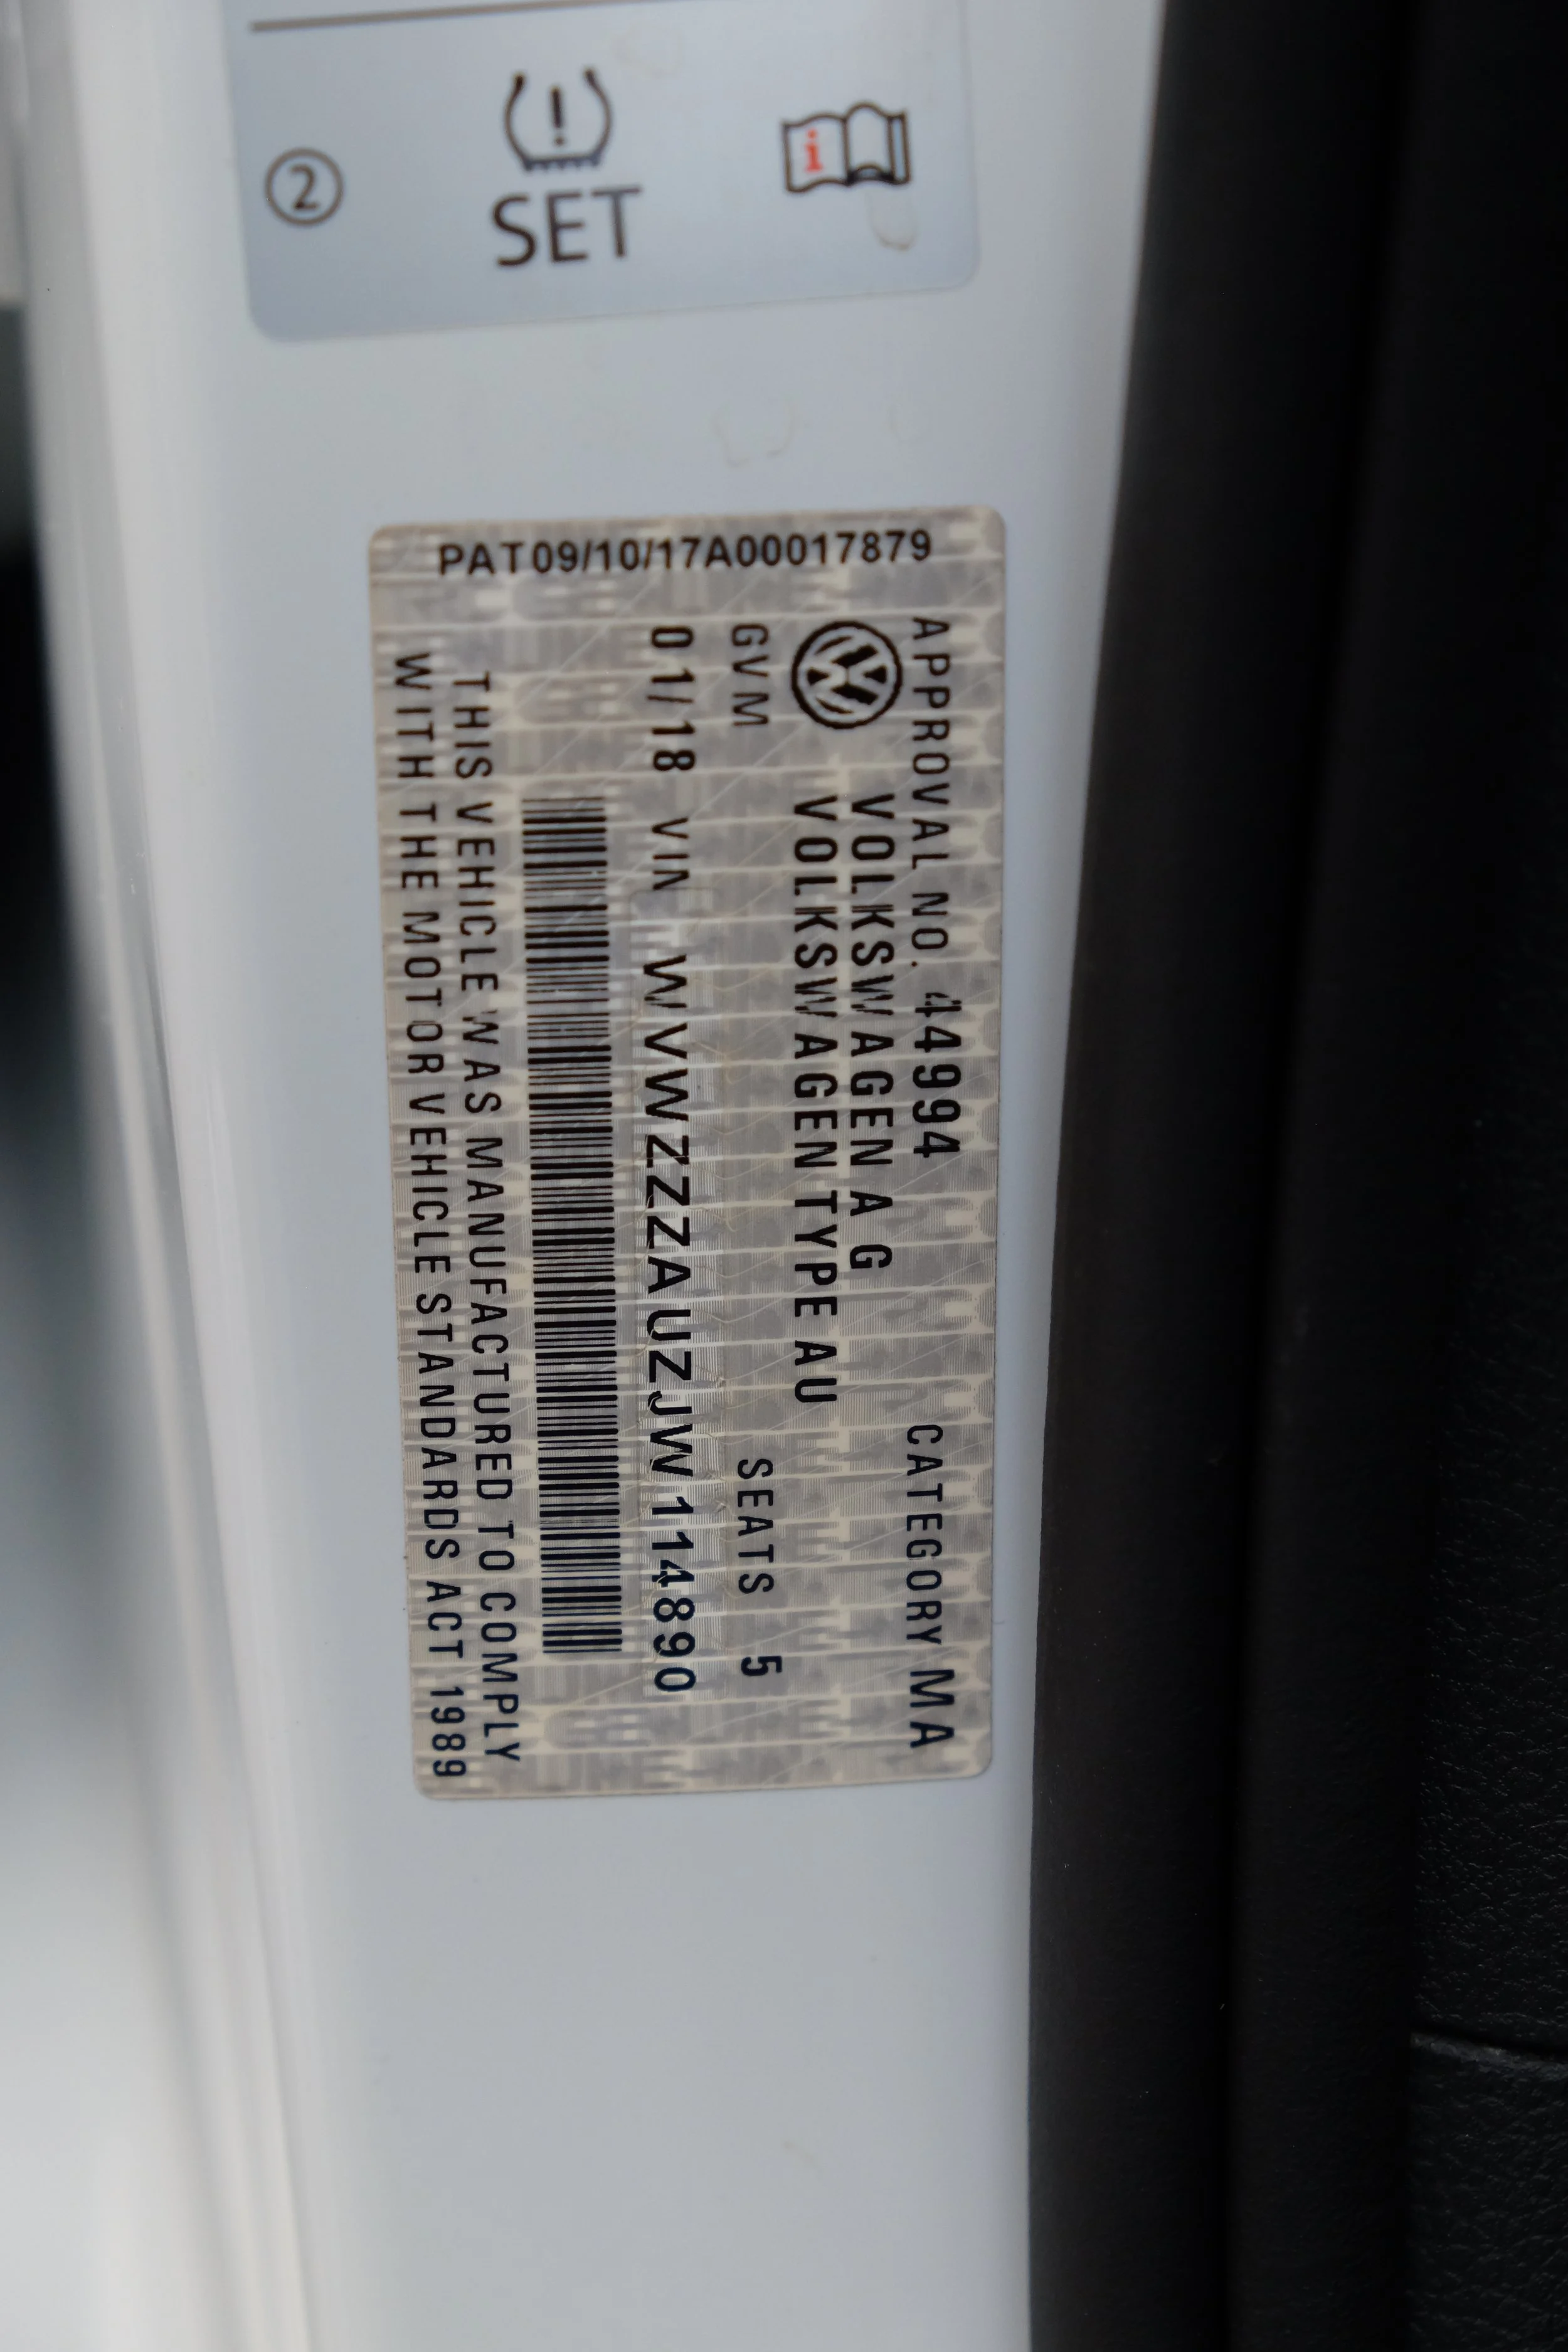 2
SET
i
PAT09/10/17A00017879
APPROVAL NO. 44994 CATEGORY MA
VOLKSWAGEN A G
VOLKSWAGEN TYPE AU
GVM SEATS 5
01/18 VIN WVWZZZAUZJW114890
THIS VEHICLE WAS MANUFACTURED TO COMPLY
WITH THE MOTOR VEHICLE STANDARDS ACT 1989